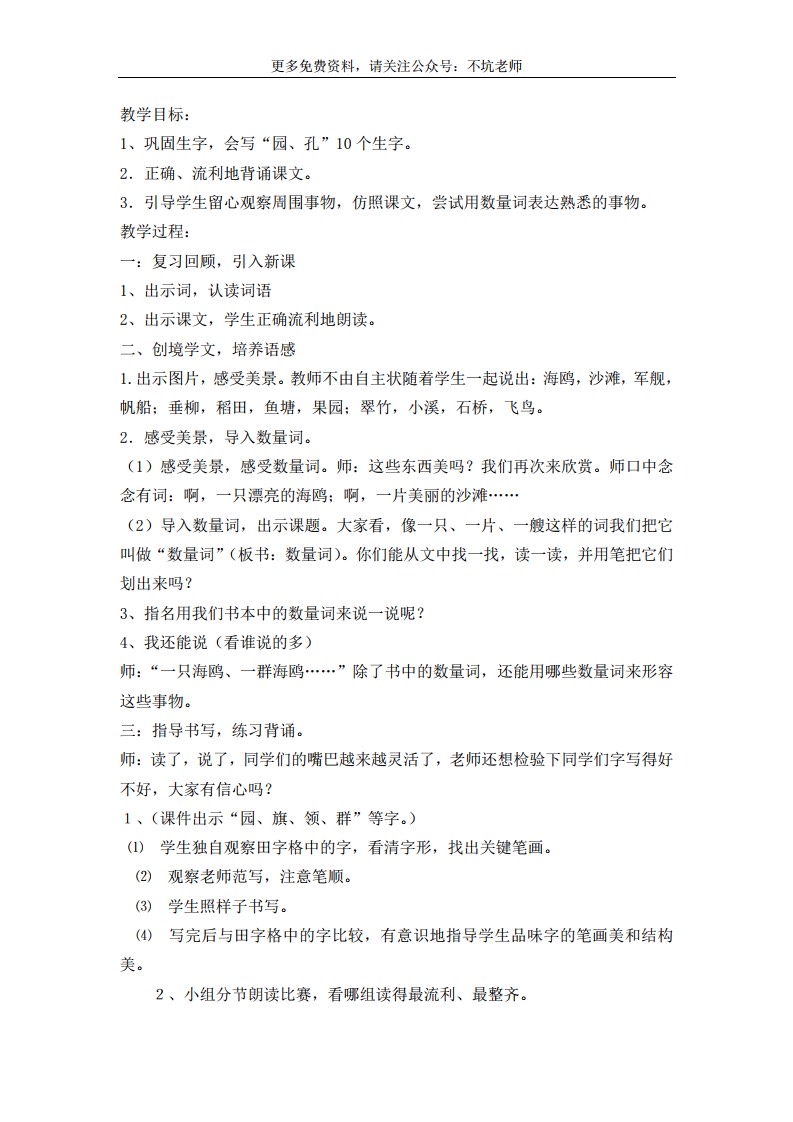 更多免费资料，请关注公众号：不坑老师
教学目标：
1、巩固生字，会写“园、孔”10 个生字。
2．正确、流利地背诵课文。
3．引导学生留心观察周围事物，仿照课文，尝试用数量词表达熟悉的事物。
教学过程：
一：复习回顾，引入新课
1、出示词，认读词语
2、出示课文，学生正确流利地朗读。
二、创境学文，培养语感
1.出示图片，感受美景。教师不由自主状随着学生一起说出：海鸥，沙滩，军舰，
帆船；垂柳，稻田，鱼塘，果园；翠竹，小溪，石桥，飞鸟。
2．感受美景，导入数量词。
（1）感受美景，感受数量词。师：这些东西美吗？我们再次来欣赏。师口中念
念有词：啊，一只漂亮的海鸥；啊，一片美丽的沙滩……
（2）导入数量词，出示课题。大家看，像一只、一片、一艘这样的词我们把它
叫做“数量词”（板书：数量词）。你们能从文中找一找，读一读，并用笔把它们
划出来吗？
3、指名用我们书本中的数量词来说一说呢？
4、我还能说（看谁说的多）
师：“一只海鸥、一群海鸥……”除了书中的数量词，还能用哪些数量词来形容
这些事物。
三：指导书写，练习背诵。
师：读了，说了，同学们的嘴巴越来越灵活了，老师还想检验下同学们字写得好
不好，大家有信心吗？
１、（课件出示“园、旗、领、群”等字。）
⑴ 学生独自观察田字格中的字，看清字形，找出关键笔画。
⑵ 观察老师范写，注意笔顺。
⑶ 学生照样子书写。
⑷ 写完后与田字格中的字比较，有意识地指导学生品味字的笔画美和结构
美。
２、小组分节朗读比赛，看哪组读得最流利、最整齐。